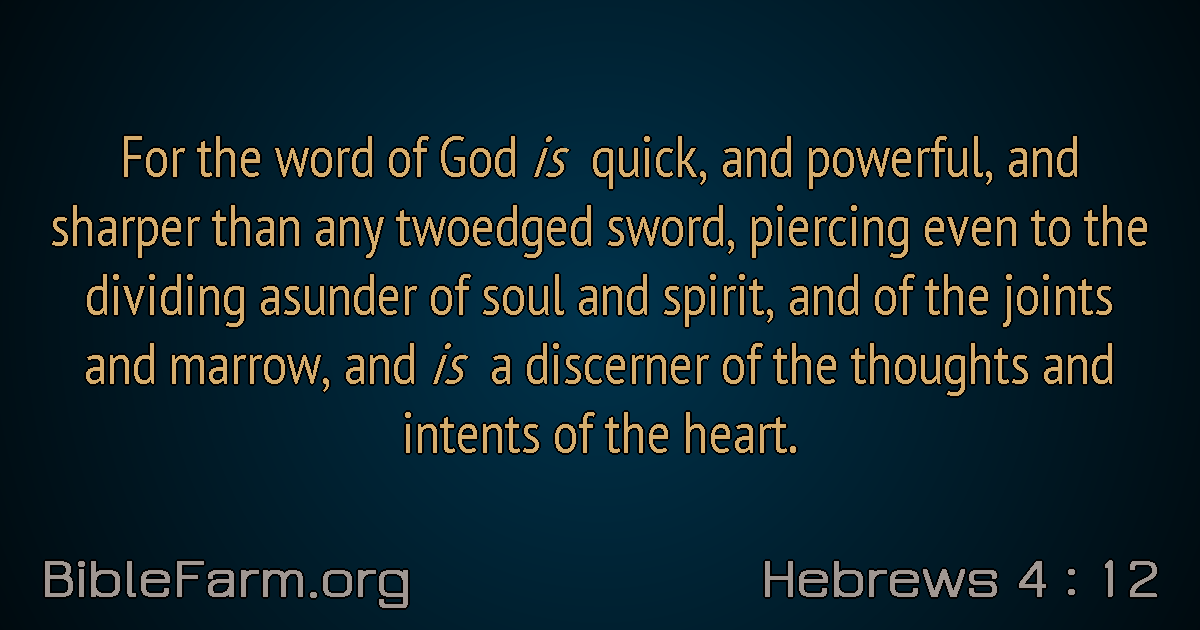 For the word of God is quick, and powerful, and
sharper than any twoedged sword, piercing even to the
dividing asunder of soul and spirit, and of the joints
and marrow, and is a discerner of the thoughts and
intents of the heart.
BibleFarm.org
Hebrews 4 : 12